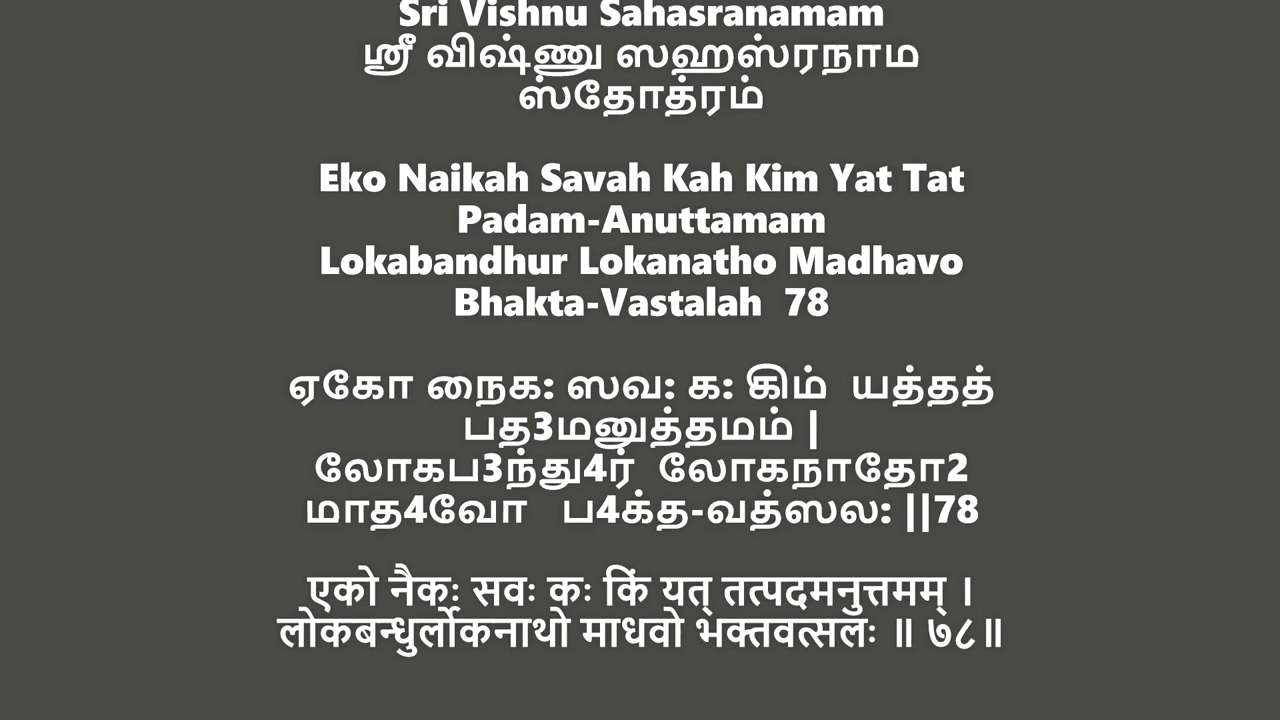 Sri Vishnu Sahasranamam
ஸ்ரீ விஷ்ணு ஸஹஸ்ரநாம
ஸ்தோத்ரம்
Eko Naikah Savah Kah Kim Yat Tat
Padam-Anuttamam
Lokabandhur Lokanatho Madhavo
Bhakta-Vastalah 78
ஏகோ நைக: ஸவ: க: கிம் யத்தத்
பத3மனுத்தமம் |
லோகப3ந்து4ர் லோகநாதோ2
மாத4வோ ப4க்த-வத்ஸல: ||78
एको नैकः सवः कः किं यत् तत्पदमनुत्तमम् ।
लोकबन्धुर्लोकनाथो माधवो भक्तवत्सलः ॥ ७८॥